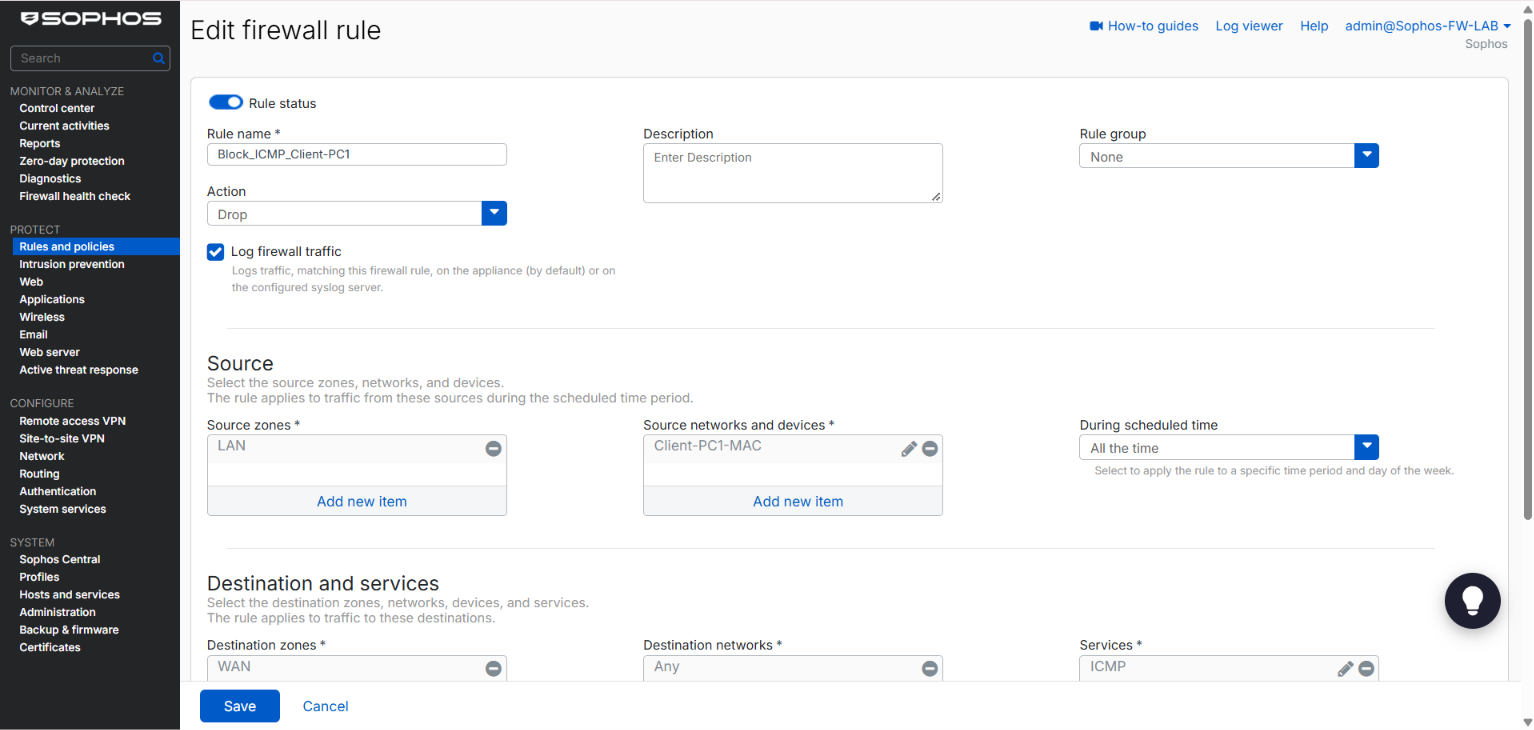 SOPHOS
Search
MONITOR & ANALYZE
Control center
Current activities
Reports
Zero-day protection
Diagnostics
Firewall health check
PROTECT
Rules and policies
Intrusion prevention
Web
Applications
Wireless
Email
Web server
Active threat response
CONFIGURE
Remote access VPN
Site-to-site VPN
Network
Routing
Authentication
System services
SYSTEM
Sophos Central
Profiles
Hosts and services
Administration
Backup & firmware
Certificates
Edit firewall rule
How-to guides Log viewer Help admin@Sophos-FW-LAB
Sophos
Rule status
Rule name * Description Rule group
Block_ICMP_Client-PC1 Enter Description None
Action
Drop
Log firewall traffic
Logs traffic, matching this firewall rule, on the appliance (by default) or on
the configured syslog server.
Source
Select the source zones, networks, and devices.
The rule applies to traffic from these sources during the scheduled time period.
Source zones * Source networks and devices * During scheduled time
LAN Client-PC1-MAC All the time
Select to apply the rule to a specific time period and day of the week.
Add new item Add new item
Destination and services
Select the destination zones, networks, devices, and services.
The rule applies to traffic to these destinations.
Destination zones * Destination networks * Services *
WAN Any ICMP
Save Cancel